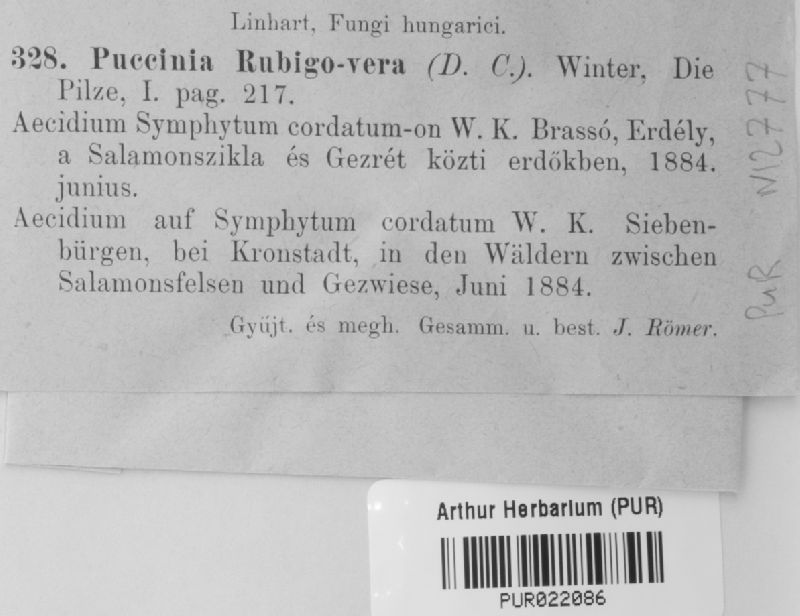 Linhart, Fungi hungarici.
328. Puccinia Rubigo-vera (D. C.). Winter, Die
Pilze, I. pag. 217.
Aecidium Symphytum cordatum-on W. K. Brassó, Erdély,
a Salamonszikla és Gezrét közti erdőkben, 1884.
junius.
Aecidium auf Symphytum cordatum W. K. Sieben-
bürgen, bei Kronstadt, in den Wäldern zwischen
Salamonsfelsen und Gezwiese, Juni 1884.
Gyűjt. és megh. Gesamm. u. best. J. Römer.
PUR N12777
Arthur Herbarium (PUR)
PUR022086